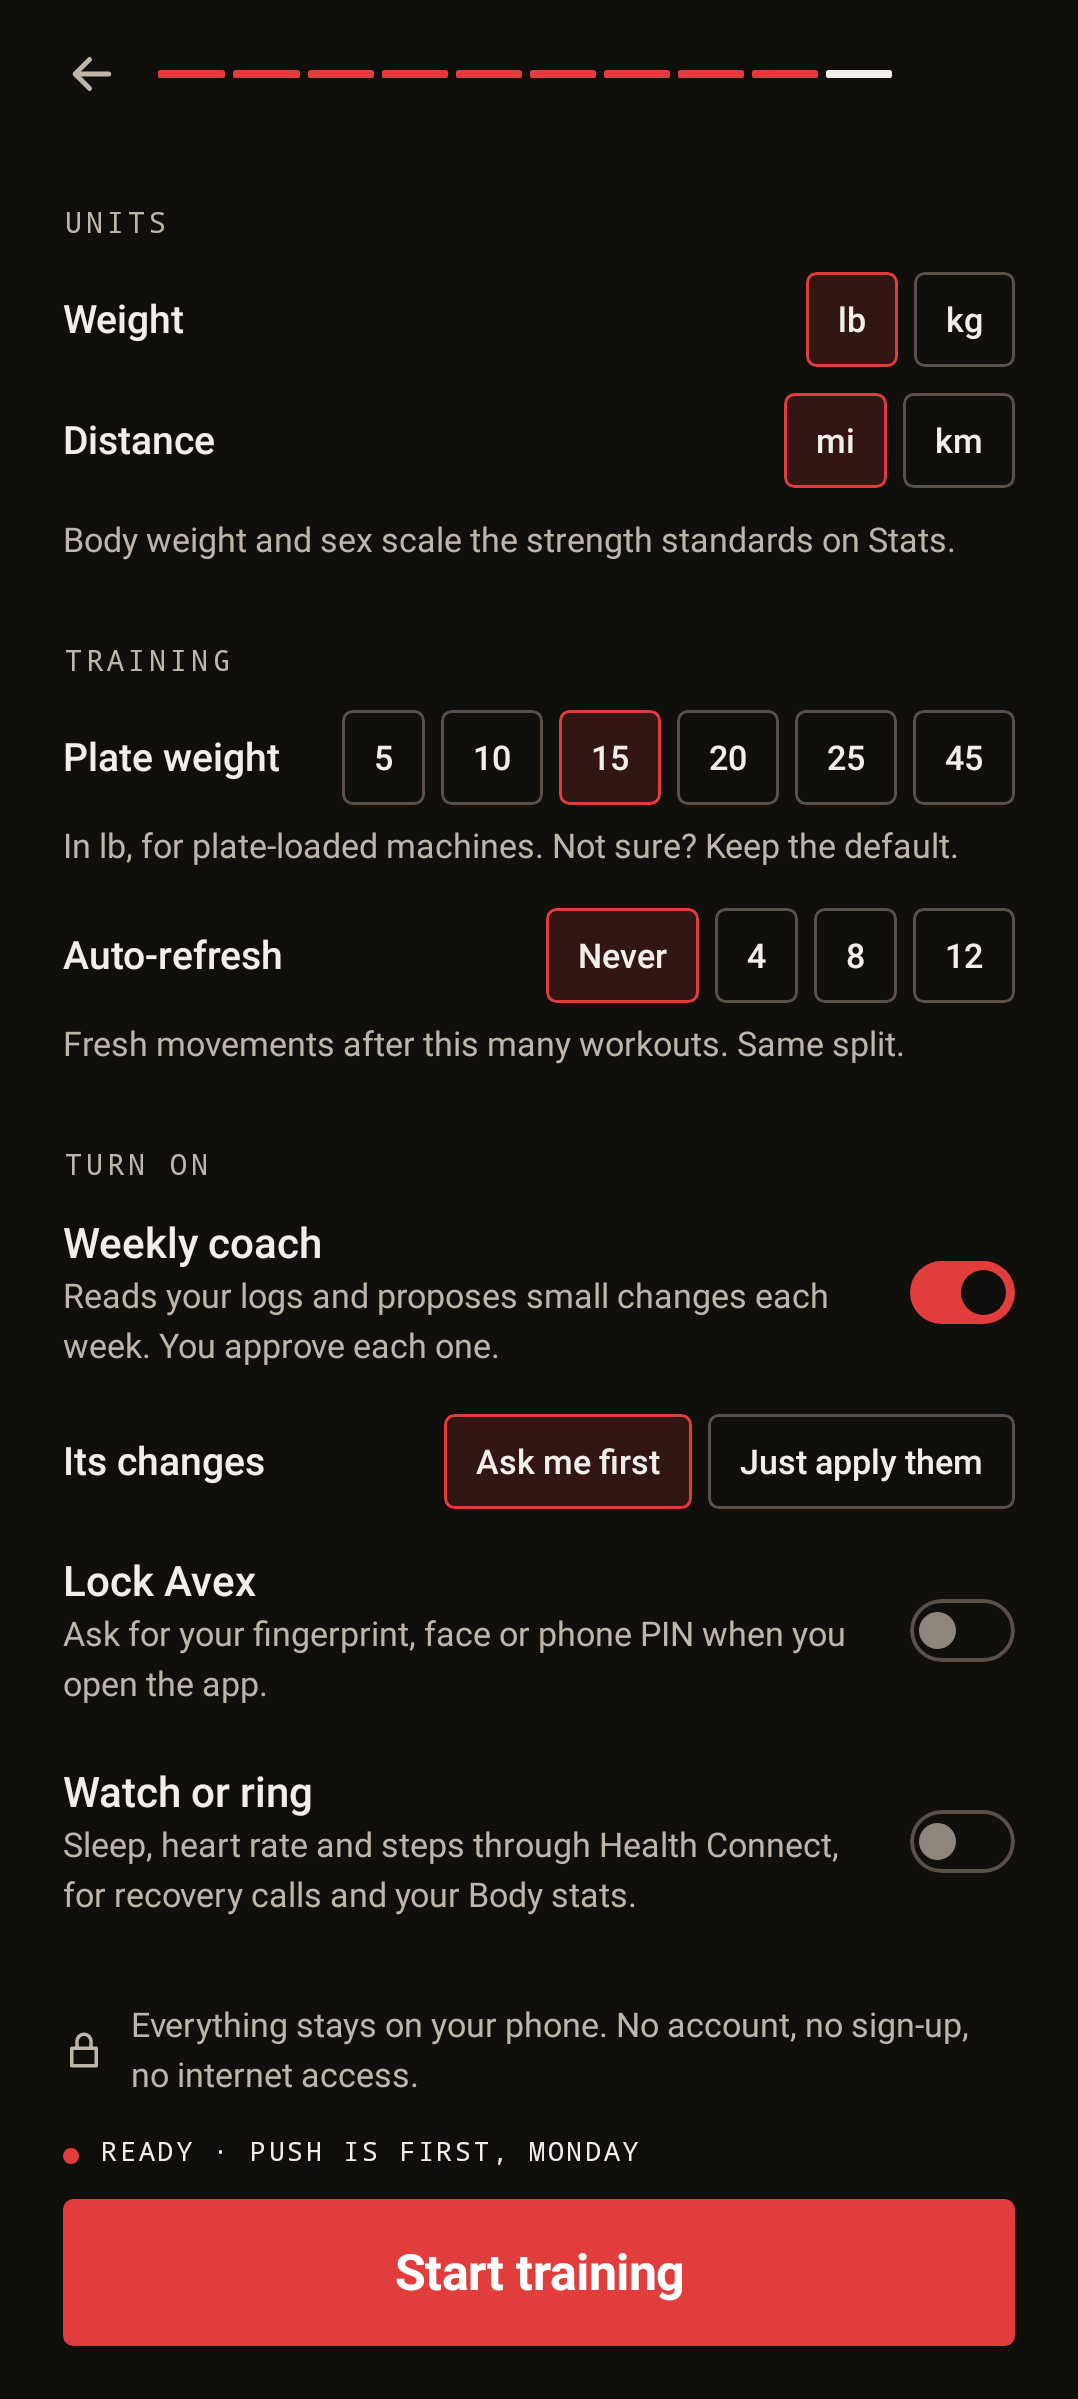 UNITS
Weight lb kg
Distance mi km
Body weight and sex scale the strength standards on Stats.
TRAINING
Plate weight 5 10 15 20 25 45
In lb, for plate-loaded machines. Not sure? Keep the default.
Auto-refresh Never 4 8 12
Fresh movements after this many workouts. Same split.
TURN ON
Weekly coach
Reads your logs and proposes small changes each
week. You approve each one.
Its changes Ask me first Just apply them
Lock Avex
Ask for your fingerprint, face or phone PIN when you
open the app.
Watch or ring
Sleep, heart rate and steps through Health Connect,
for recovery calls and your Body stats.
Everything stays on your phone. No account, no sign-up,
no internet access.
READY · PUSH IS FIRST, MONDAY
Start training